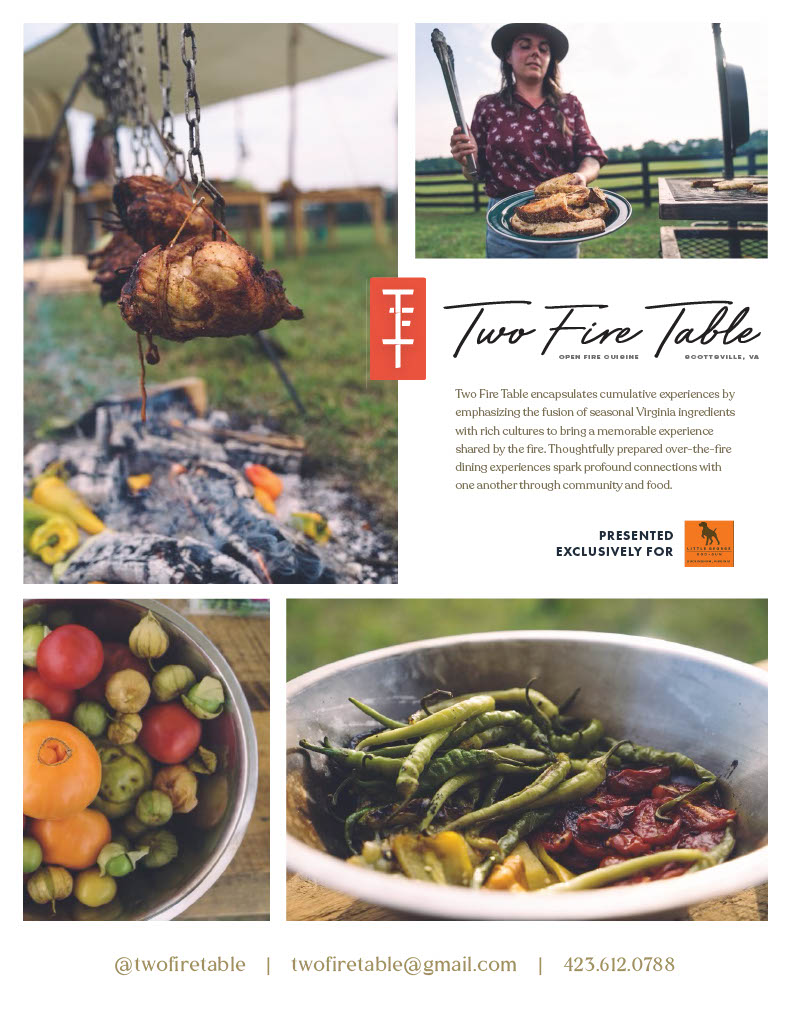 Two Fire Table
OPEN FIRE CUISINE SCOTTSVILLE, VA
Two Fire Table encapsulates cumulative experiences by
emphasizing the fusion of seasonal Virginia ingredients
with rich cultures to bring a memorable experience
shared by the fire. Thoughtfully prepared over-the-fire
dining experiences spark profound connections with
one another through community and food.
PRESENTED
EXCLUSIVELY FOR
@twofiretable | twofiretable@gmail.com | 423.612.0788